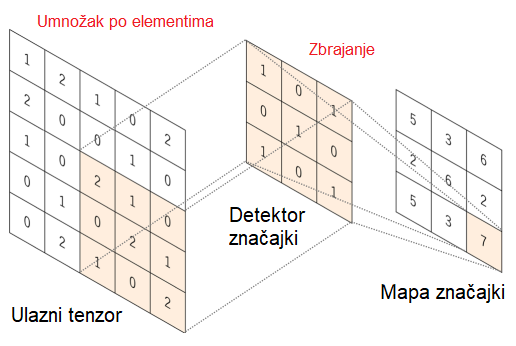 Umnožak po elementima
Zbrajanje
1 2 1 0 2
2 0 0 1 0
1 0 2 1 0
0 1 0 2 1
0 2 1 0 2
Ulazni tenzor
1 0 1
0 1 0
1 0 1
Detektor
značajki
5 3 6
2 6 2
5 3 7
Mapa značajki